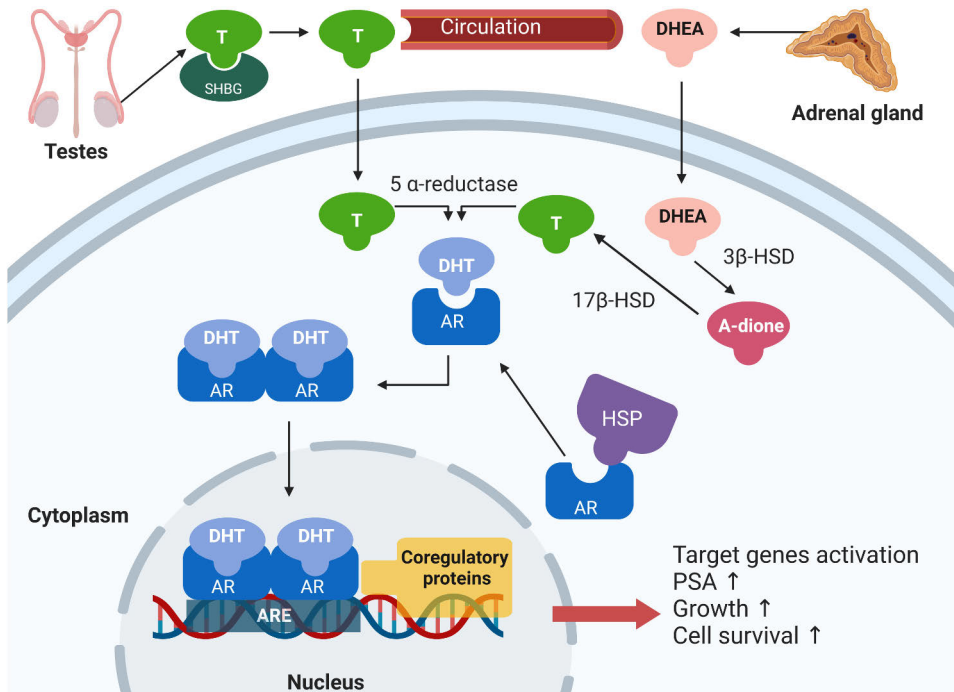 T
SHBG
T
Circulation
DHEA
Testes
Adrenal gland
5 α-reductase
T
T
DHEA
DHT
AR
3β-HSD
17β-HSD
A-dione
DHT
DHT
AR
AR
HSP
AR
Cytoplasm
DHT
DHT
AR
AR
Coregulatory
proteins
ARE
Target genes activation
PSA ↑
Growth ↑
Cell survival ↑
Nucleus